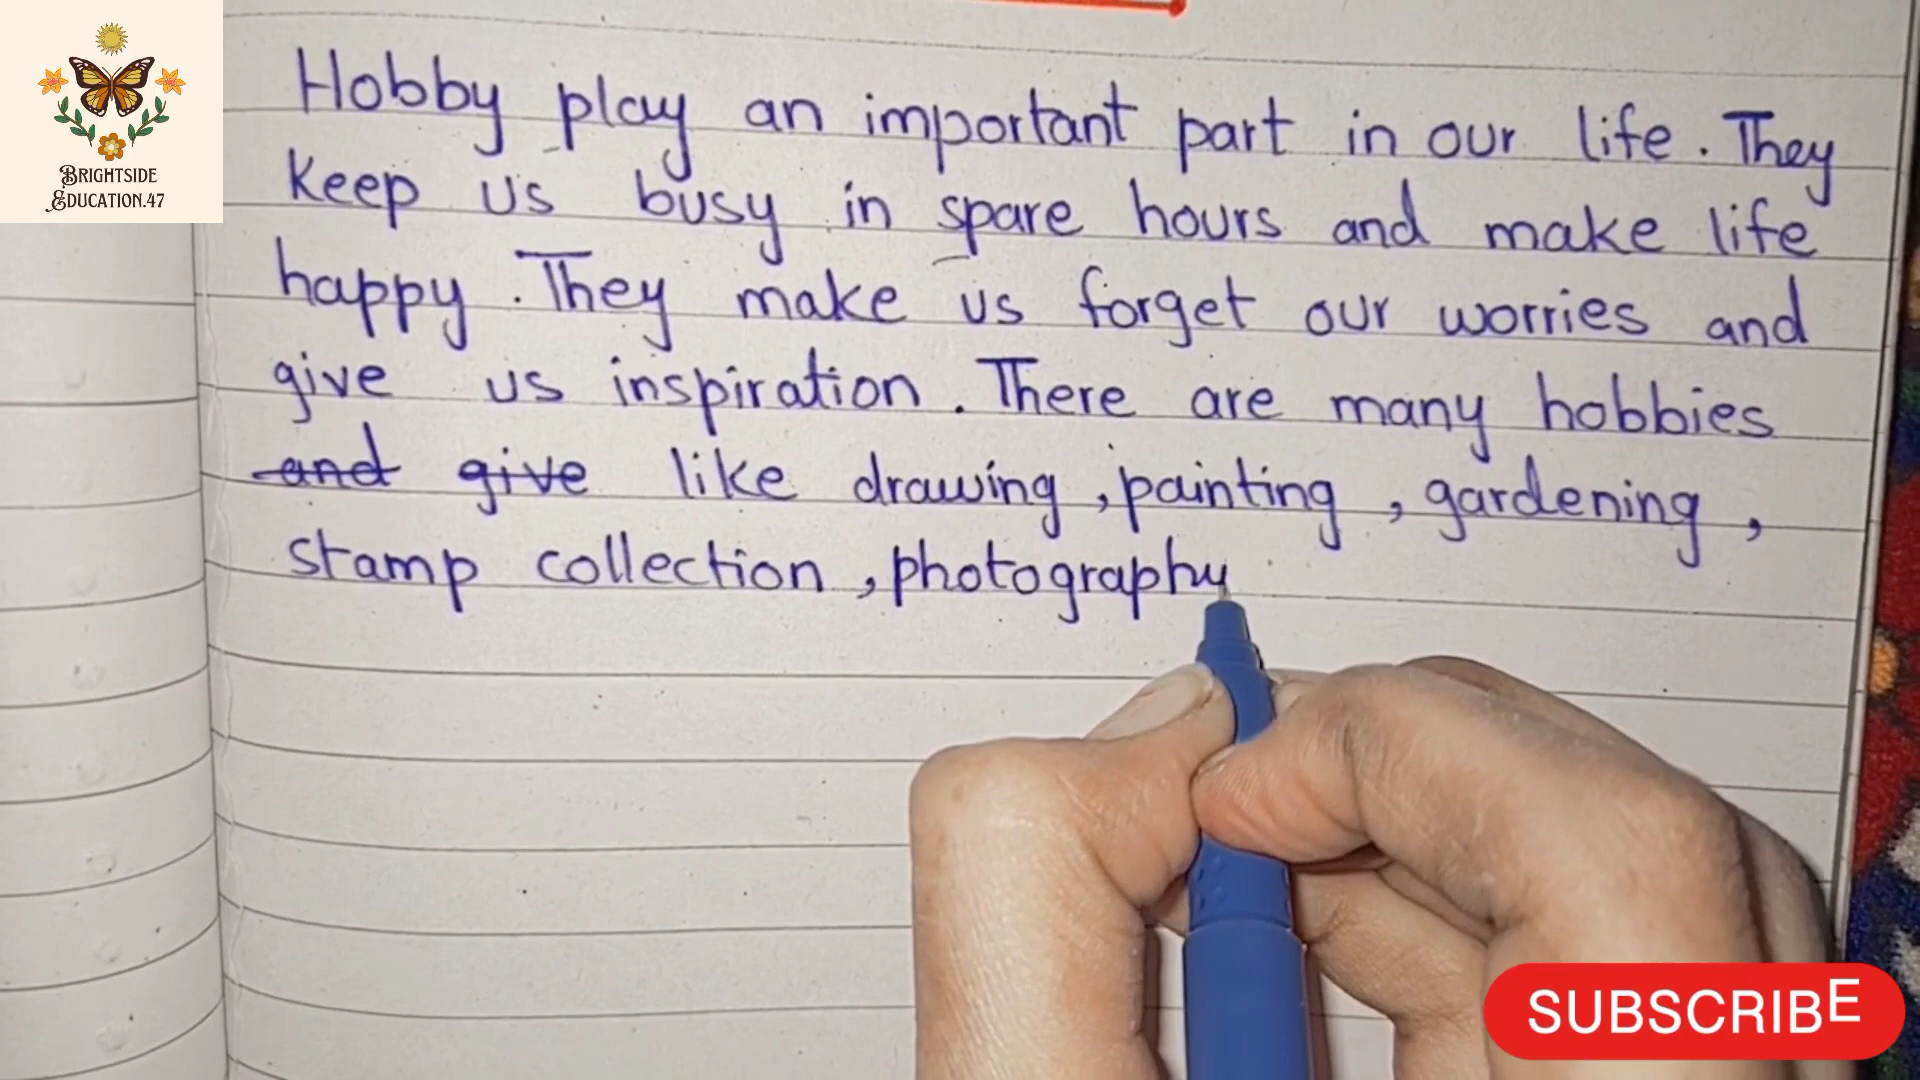 BRIGHTSIDE
EDUCATION.47
Hobby play an important part in our life. They
keep us busy in spare hours and make life
happy. They make us forget our worries and
give us inspiration. There are many hobbies
and give like drawing, painting, gardening,
stamp collection, photography
SUBSCRIBE